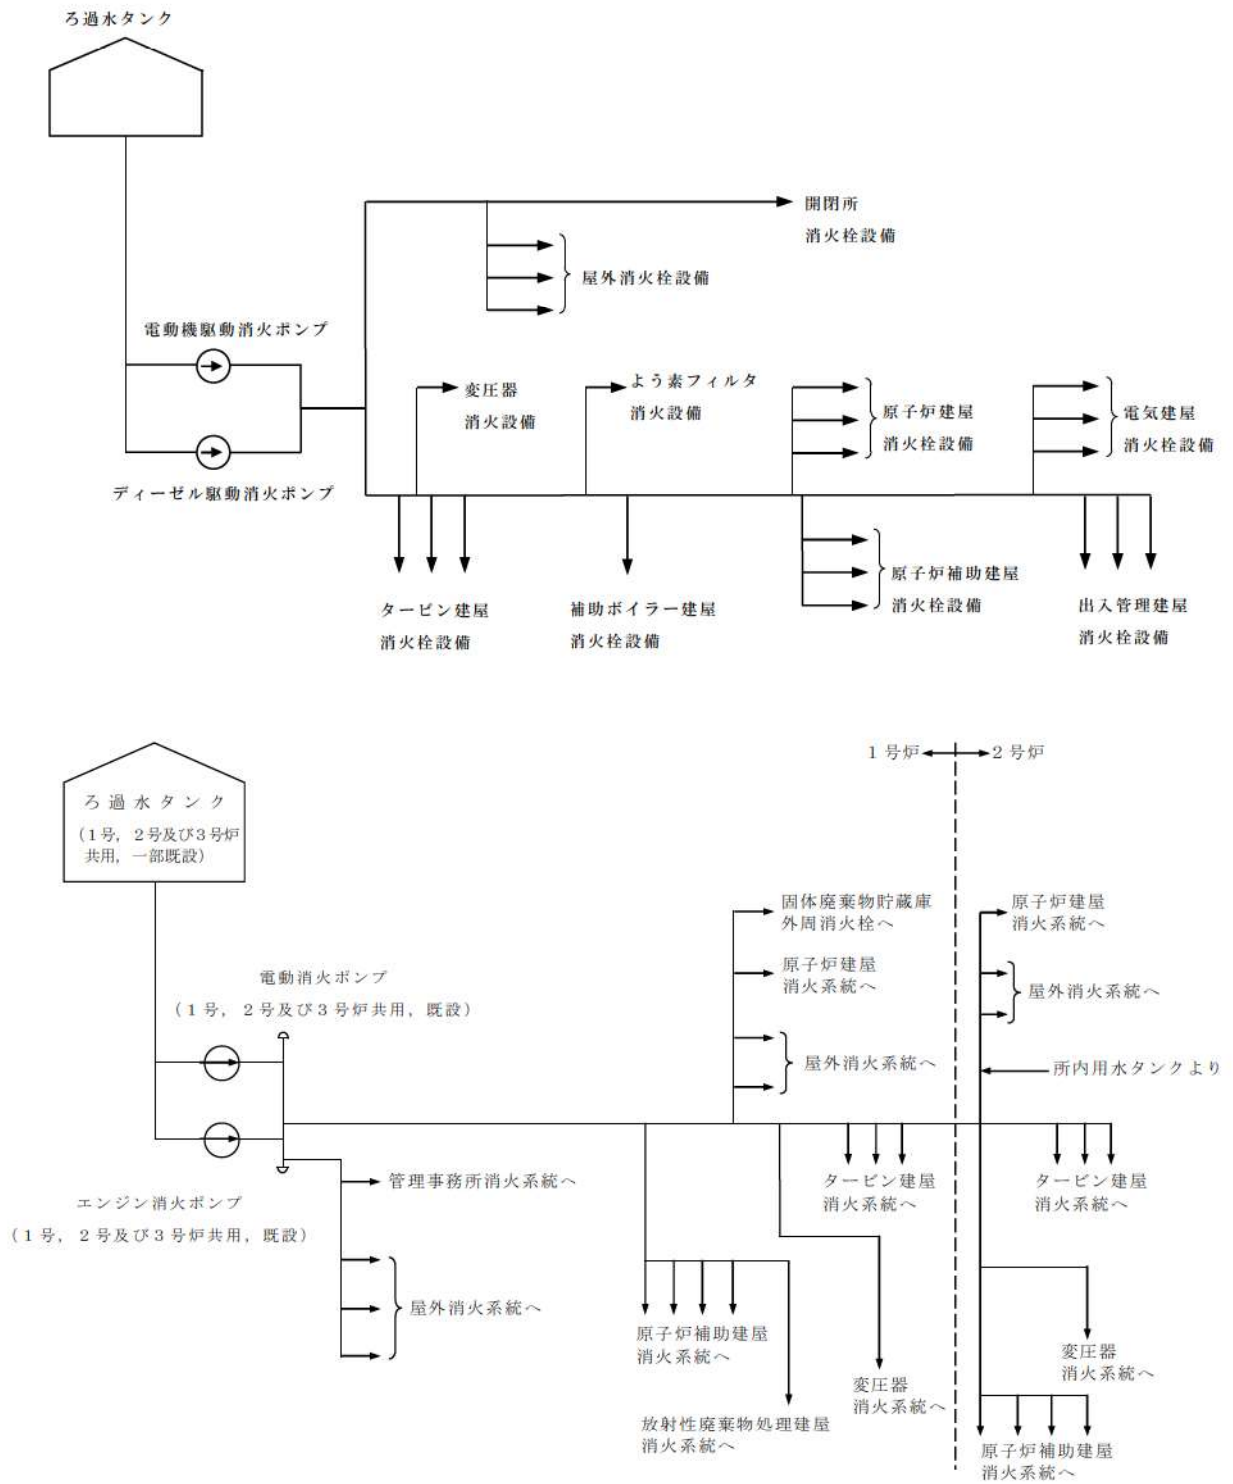 ろ過水タンク
開閉所
消火栓設備
屋外消火栓設備
電動機駆動消火ポンプ
変圧器
消火設備
よう素フィルタ
消火設備
原子炉建屋
消火栓設備
電気建屋
消火栓設備
ディーゼル駆動消火ポンプ
タービン建屋
消火栓設備
補助ボイラー建屋
消火栓設備
原子炉補助建屋
消火栓設備
出入管理建屋
消火栓設備
1号炉
2号炉
ろ過水タンク
(1号,2号及び3号炉
共用,一部既設)
固体廃棄物貯蔵庫
外周消火栓へ
原子炉建屋
消火系統へ
原子炉建屋
消火系統へ
屋外消火系統へ
電動消火ポンプ
(1号,2号及び3号炉共用,既設)
屋外消火系統へ
所内用水タンクより
管理事務所消火系統へ
タービン建屋
消火系統へ
タービン建屋
消火系統へ
エンジン消火ポンプ
(1号,2号及び3号炉共用,既設)
屋外消火系統へ
原子炉補助建屋
消火系統へ
変圧器
消火系統へ
変圧器
消火系統へ
放射性廃棄物処理建屋
消火系統へ
原子炉補助建屋
消火系統へ